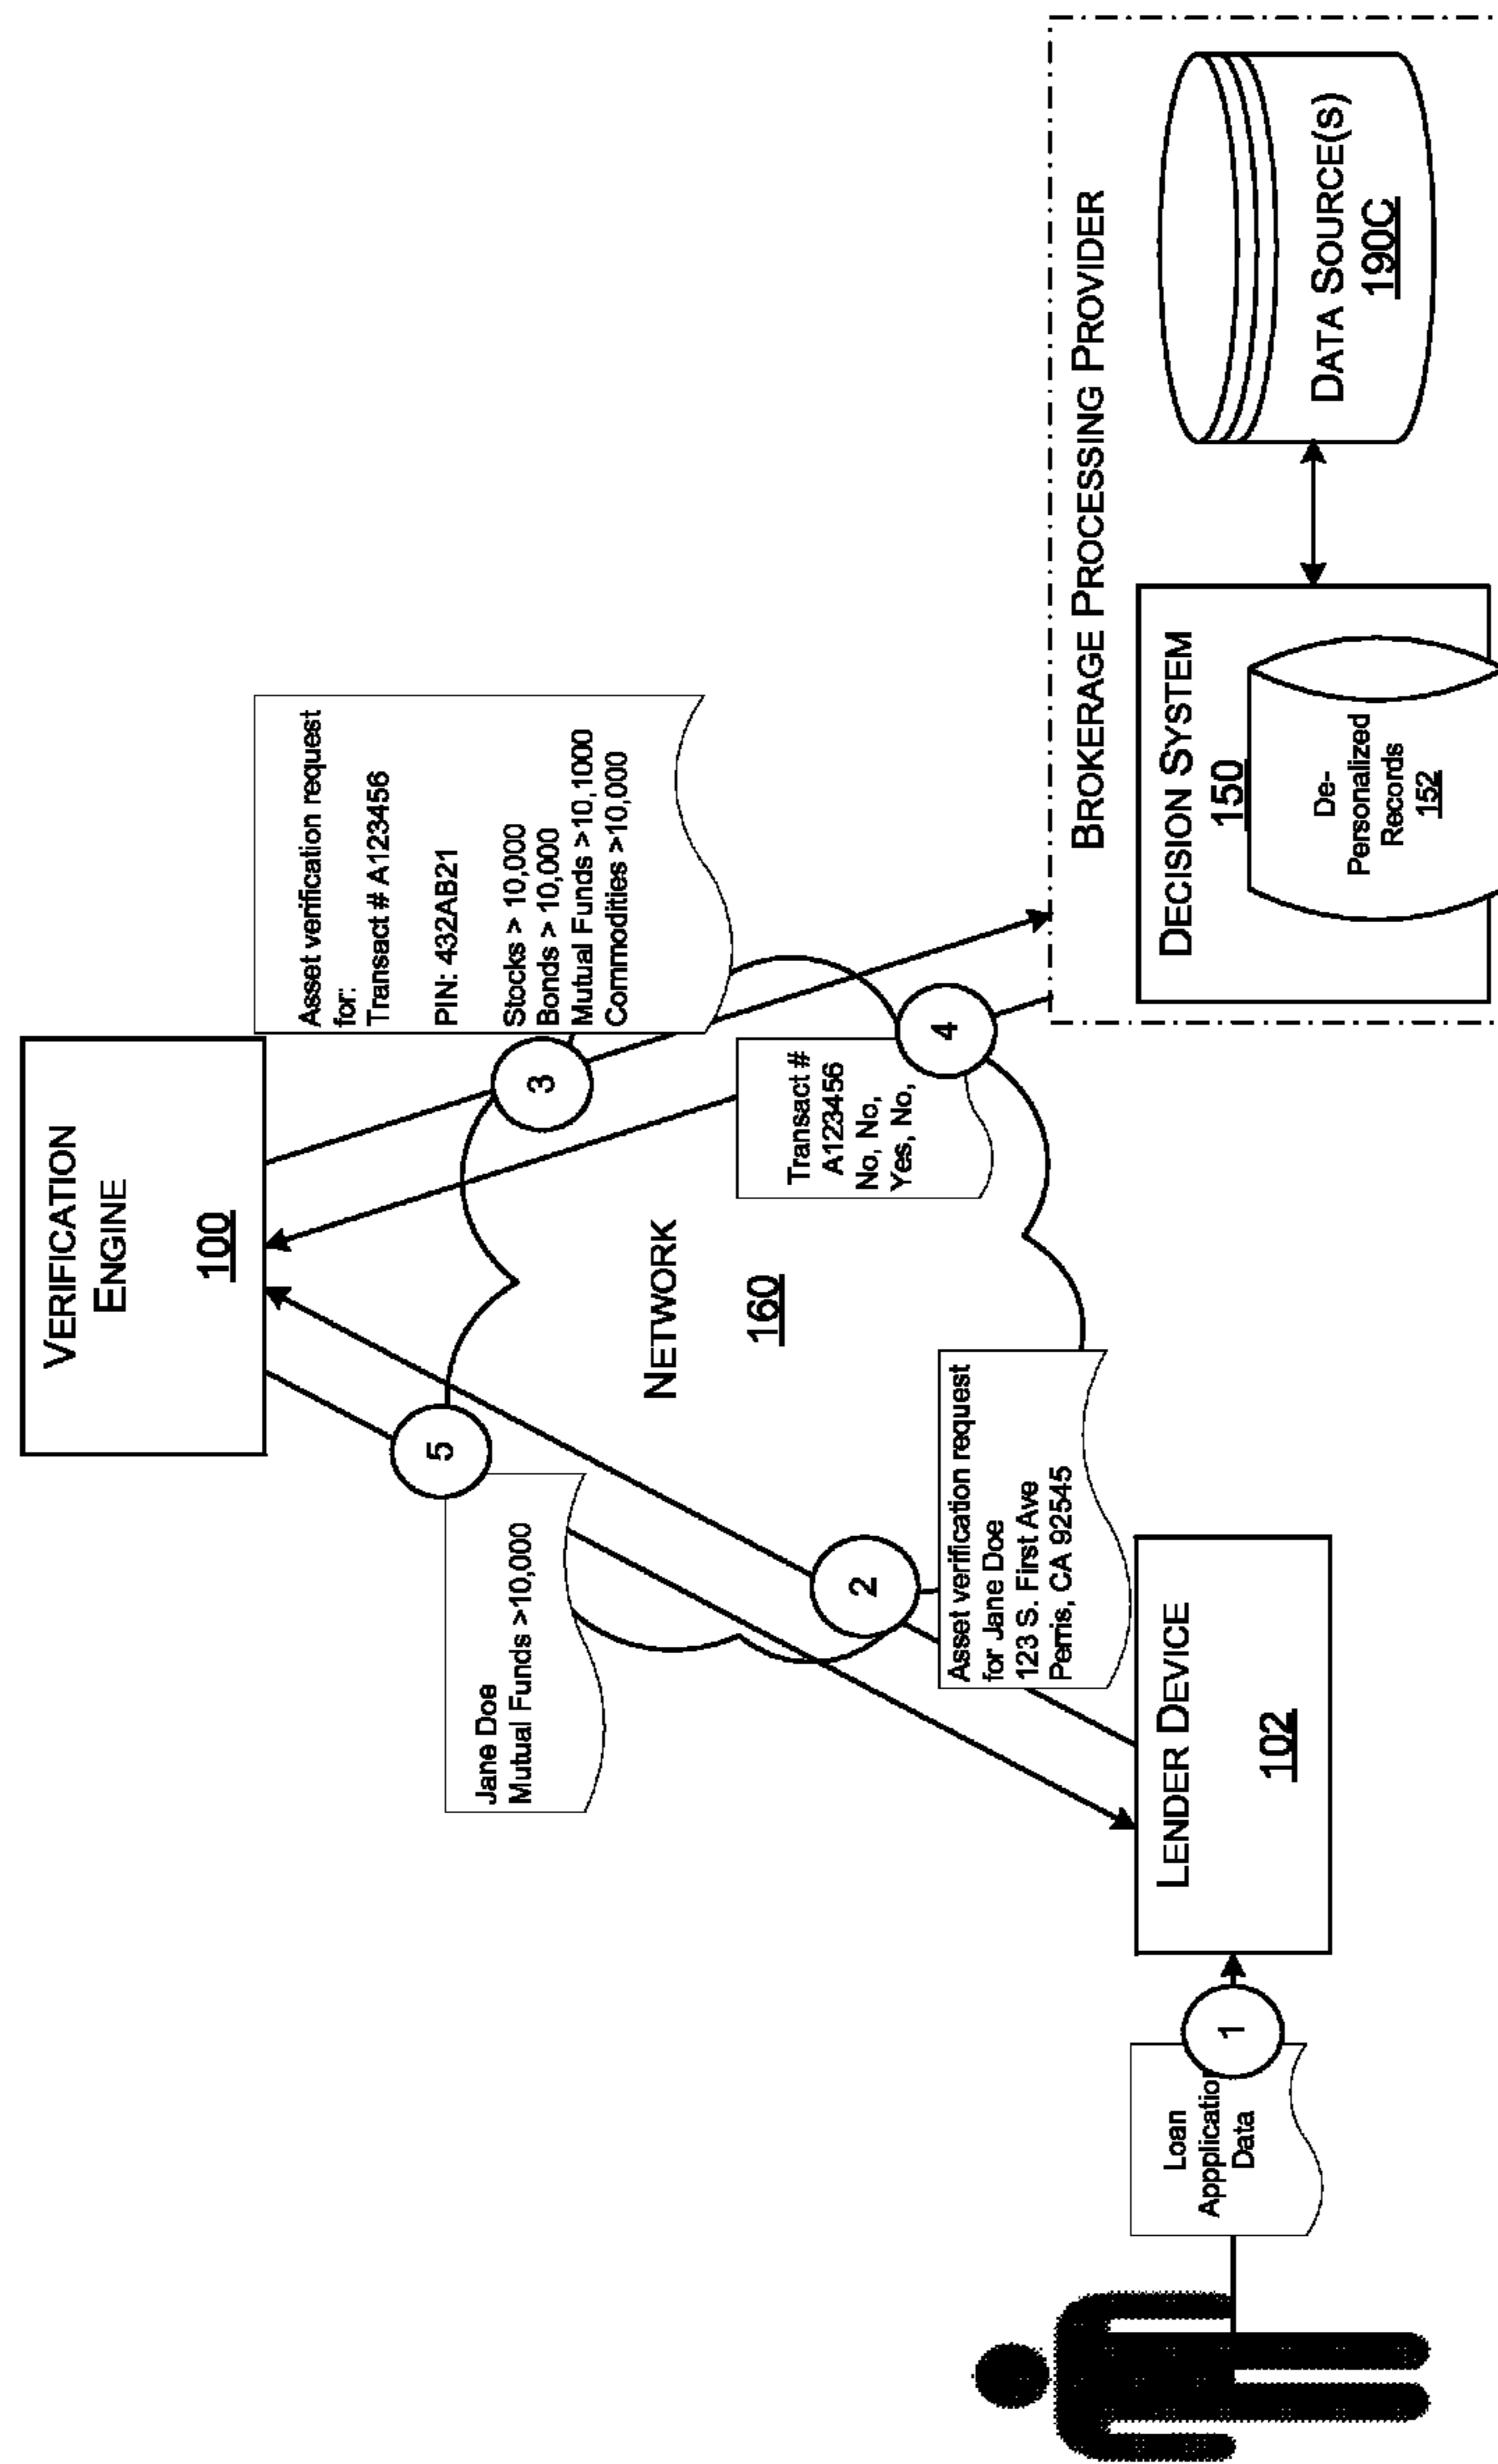 VERIFICATION
ENGINE
100
Asset verification request
for:
Transact # A123456
PIN: 432AB21
Stocks > 10,000
Bonds > 10,000
Mutual Funds >10,1000
Commodities >10,000
3
5
Jane Doe
Mutual Funds >10,000
NETWORK
160
Transact #
A123456
No, No,
Yes, No,
4
2
Asset verification request
for Jane Doe
123 S. First Ave
Perris, CA 92545
Loan
Appplication
Data
1
LENDER DEVICE
102
BROKERAGE PROCESSING PROVIDER
DECISION SYSTEM
150
De-
Personalized
Records
152
DATA SOURCE(S)
190C